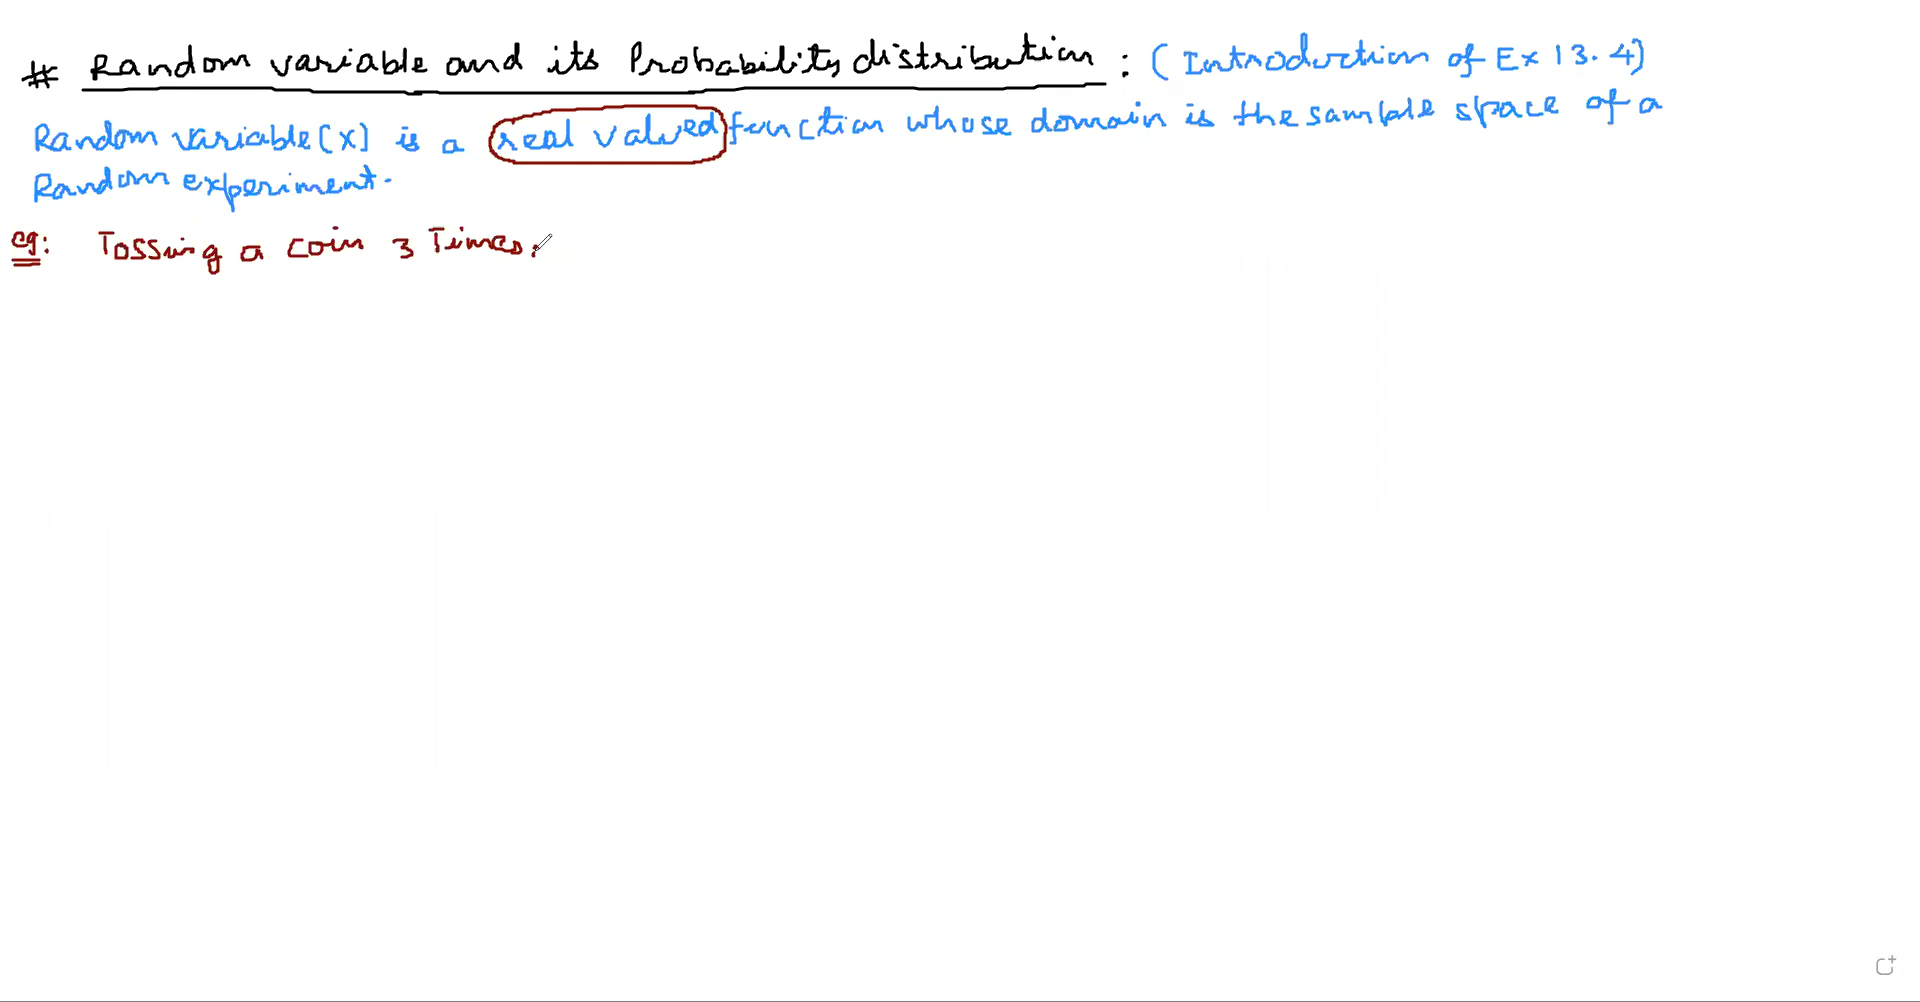 # Random variable and its Probability distribution : (Introduction of Ex 13.4)
Random variable(X) is a real valued function whose domain is the sample space of a
Random experiment.
eg: Tossing a coin 3 Times.